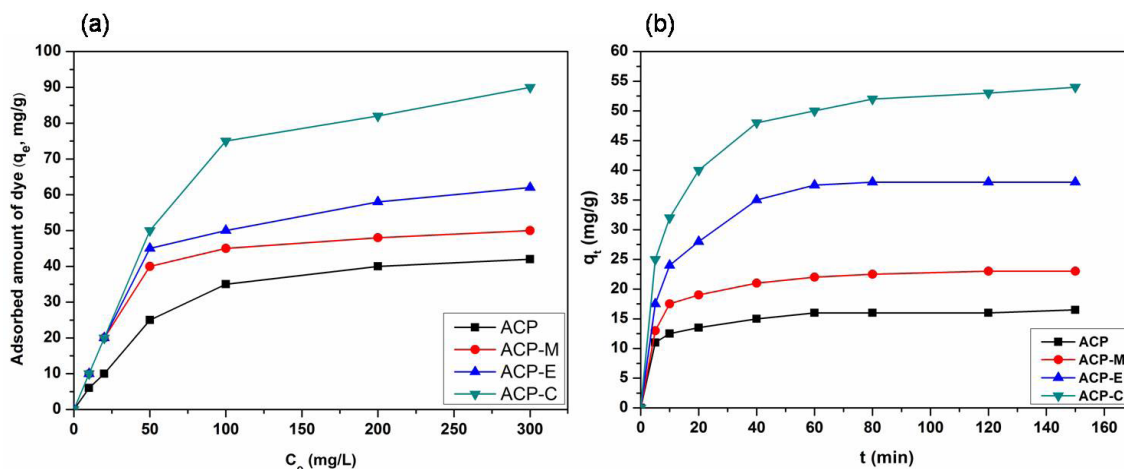 (a)
100
90
80
70
60
50
40
30
20
10
0
Adsorbed amount of dye (qe, mg/g)
0 50 100 150 200 250 300
Ce (mg/L)
ACP
ACP-M
ACP-E
ACP-C
(b)
60
55
50
45
40
35
30
25
20
15
10
5
0
qt (mg/g)
0 20 40 60 80 100 120 140 160
t (min)
ACP
ACP-M
ACP-E
ACP-C